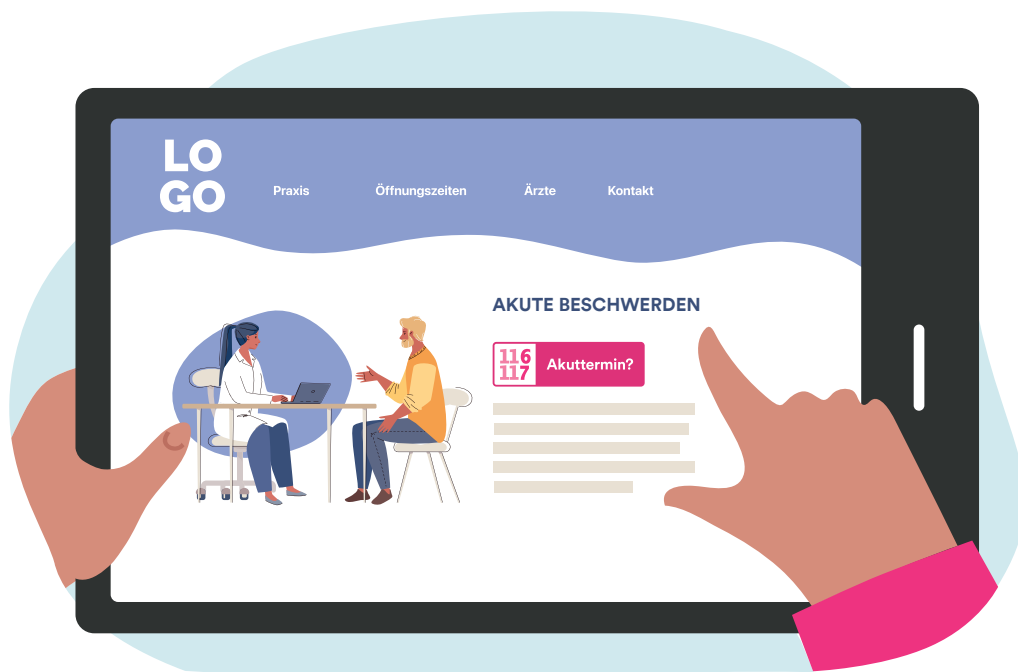 LO
GO
Praxis Öffnungszeiten Ärzte Kontakt
AKUTE BESCHWERDEN
116
117
Akuttermin?